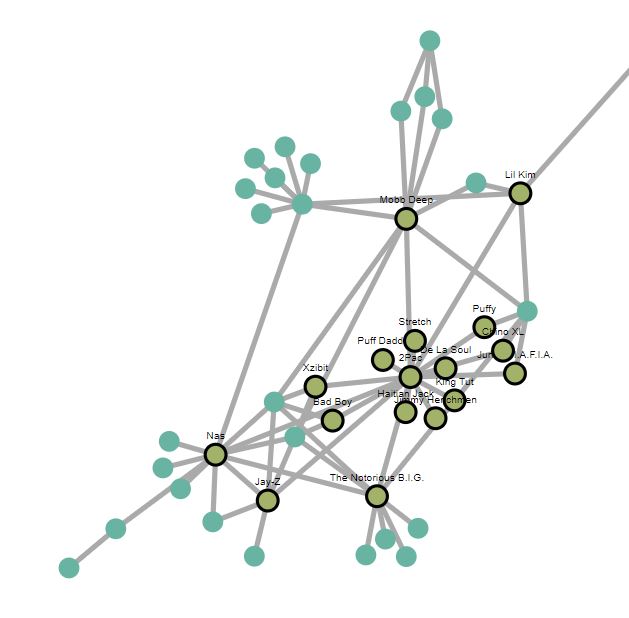 Lil Kim
Mobb Deep
Puffy
Stretch
Chino XL
Puff Daddy
De La Soul
2Pac
A.F.I.A.
Xzibit
King Tut
Haitian Jack
Bad Boy
Jimmy Henchmen
Nas
The Notorious B.I.G.
Jay-Z